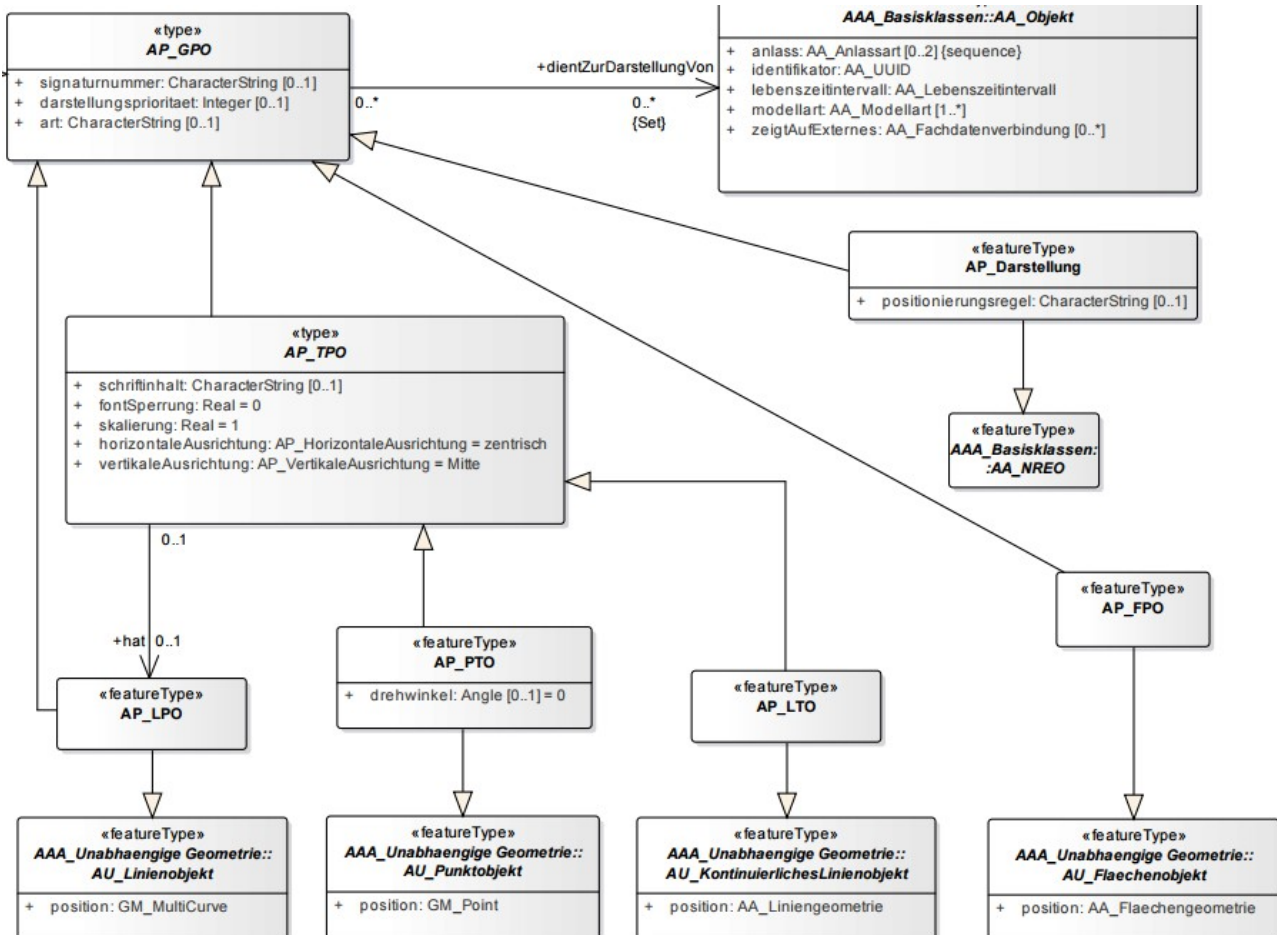 «type»
AP_GPO
+ signaturnummer: CharacterString [0..1]
+ darstellungsprioritaet: Integer [0..1]
+ art: CharacterString [0..1]
+dientZurDarstellungVon
0..*
0..*
{Set}
AAA_Basisklassen::AA_Objekt
+ anlass: AA_Anlassart [0..2] {sequence}
+ identifikator: AA_UUID
+ lebenszeitintervall: AA_Lebenszeitintervall
+ modellart: AA_Modellart [1..*]
+ zeigtAufExternes: AA_Fachdatenverbindung [0..*]
«featureType»
AP_Darstellung
+ positionierungsregel: CharacterString [0..1]
«type»
AP_TPO
+ schriftinhalt: CharacterString [0..1]
+ fontSperrung: Real = 0
+ skalierung: Real = 1
+ horizontaleAusrichtung: AP_HorizontaleAusrichtung = zentrisch
+ vertikaleAusrichtung: AP_VertikaleAusrichtung = Mitte
«featureType»
AAA_Basisklassen:
:AA_NREO
0..1
+hat 0..1
«featureType»
AP_FPO
«featureType»
AP_PTO
+ drehwinkel: Angle [0..1] = 0
«featureType»
AP_LPO
«featureType»
AP_LTO
«featureType»
AAA_Unabhaengige Geometrie::
AU_Linienobjekt
+ position: GM_MultiCurve
«featureType»
AAA_Unabhaengige Geometrie::
AU_Punktobjekt
+ position: GM_Point
«featureType»
AAA_Unabhaengige Geometrie::
AU_KontinuierlichesLinienobjekt
+ position: AA_Liniengeometrie
«featureType»
AAA_Unabhaengige Geometrie::
AU_Flaechenobjekt
+ position: AA_Flaechengeometrie